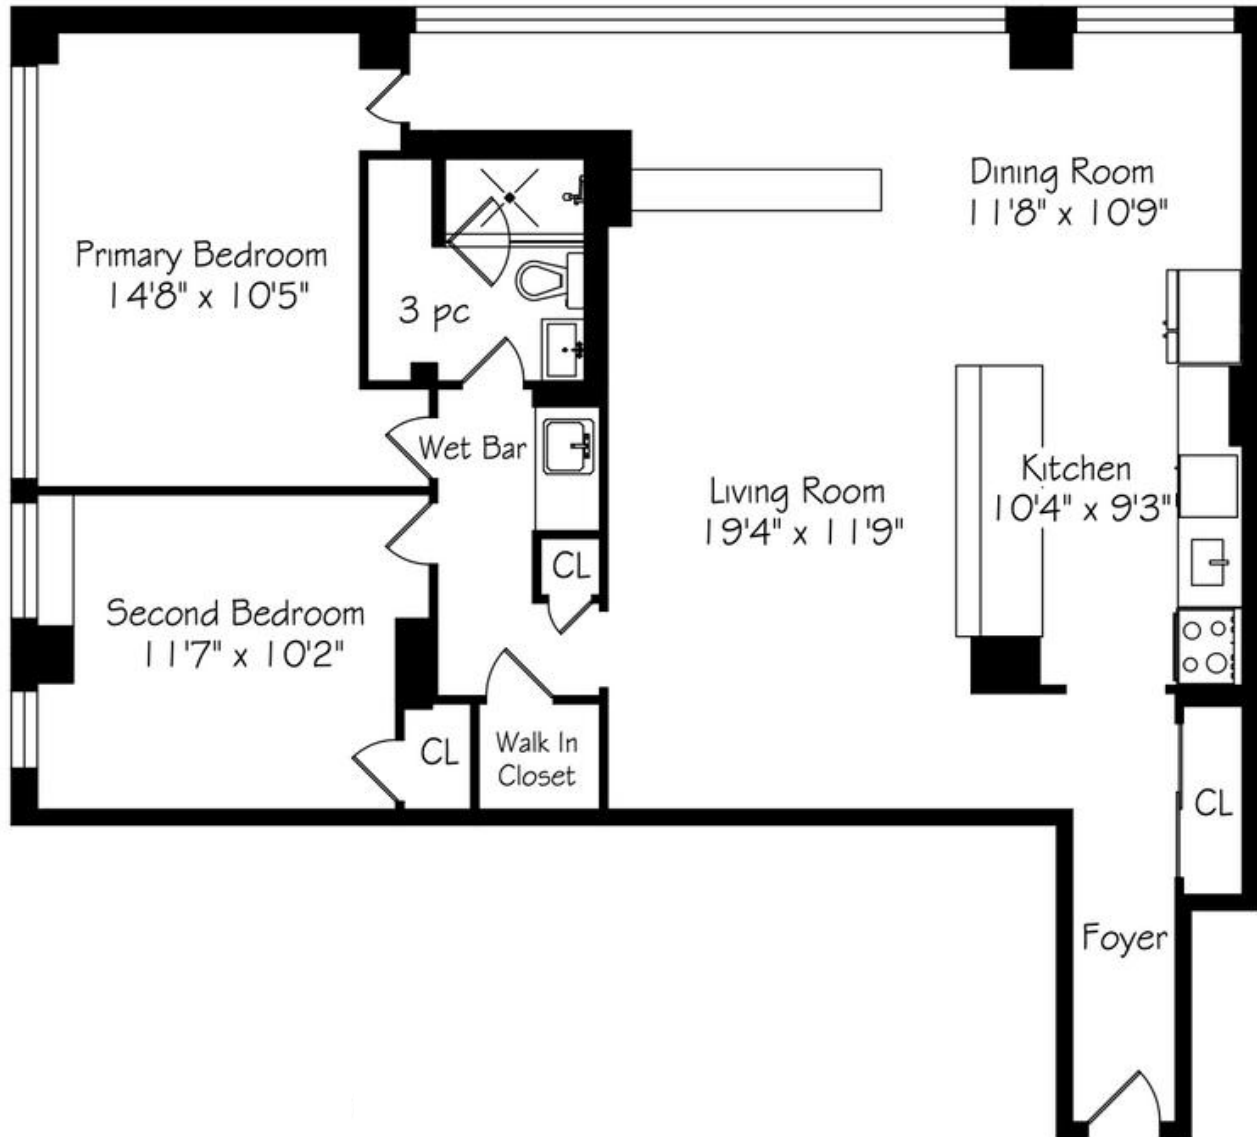 Dining Room
11'8" x 10'9"
Primary Bedroom
14'8" x 10'5"
3 pc
Wet Bar
Living Room
19'4" x 11'9"
Kitchen
10'4" x 9'3"
CL
Second Bedroom
11'7" x 10'2"
CL
Walk In
Closet
CL
Foyer